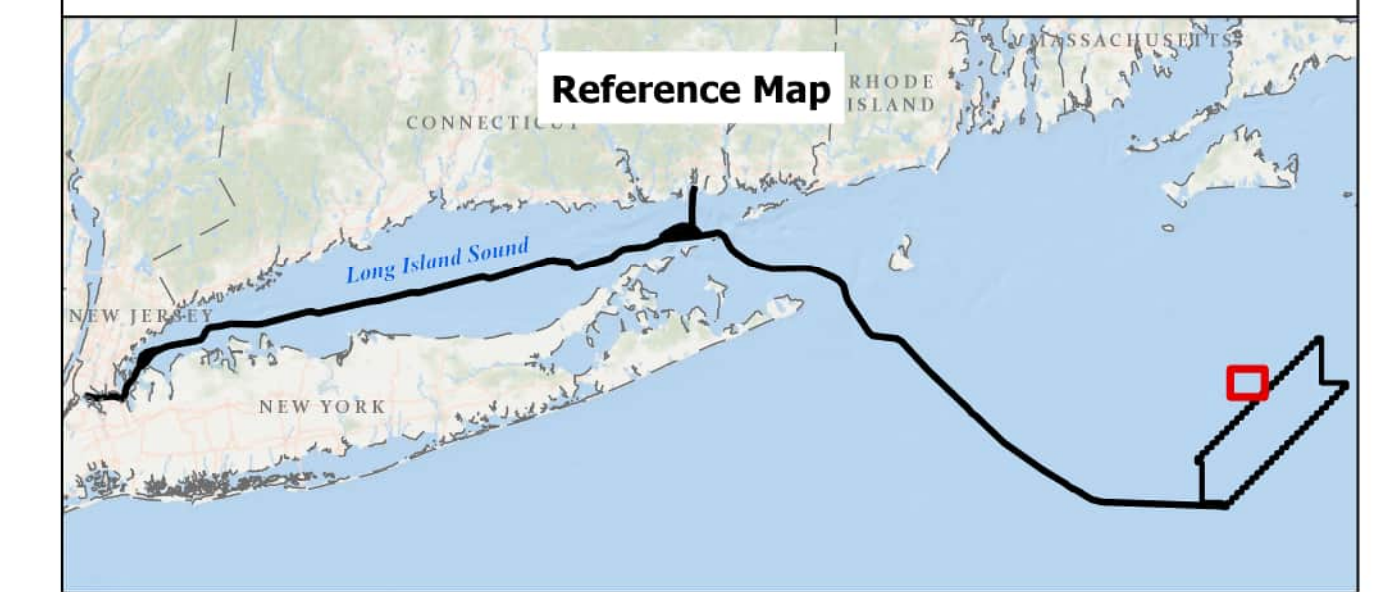 MASSACHUSETTS
Reference Map
RHODE
ISLAND
CONNECTICUT
Long Island Sound
NEW JERSEY
NEW YORK